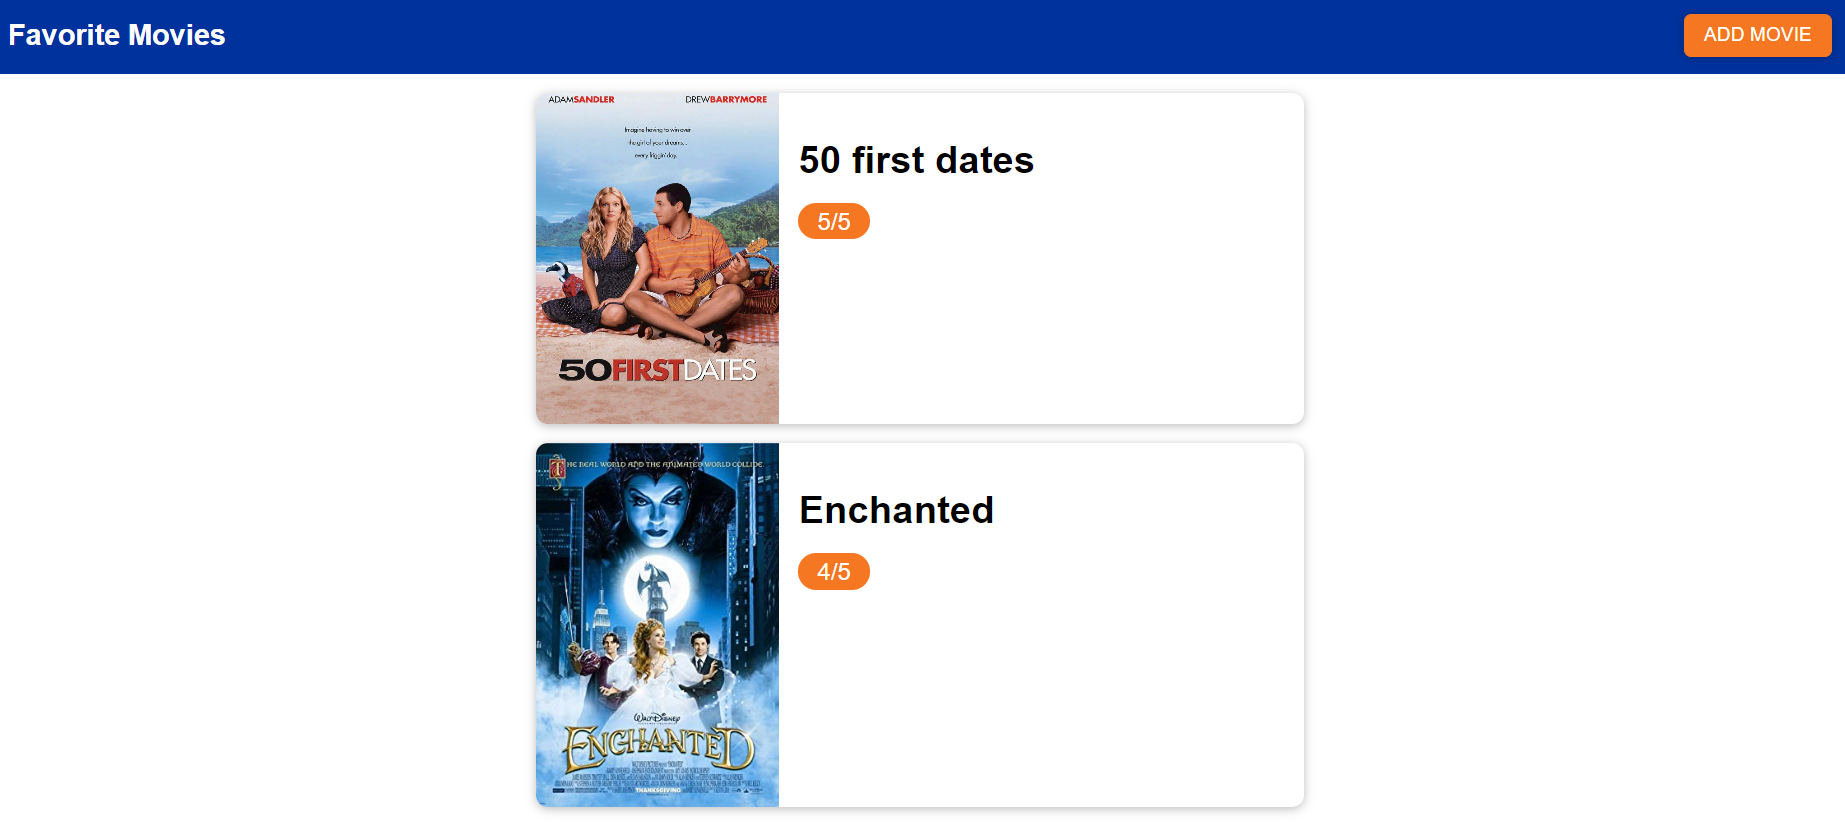 Favorite Movies
ADD MOVIE
ADAMSANDLER
DREWBARRYMORE
Imagine having to win over
the girl of your dreams...
every friggin' day.
50FIRSTDATES
50 first dates
5/5
THE REAL WORLD AND THE ANIMATED WORLD COLLIDE.
WALT DISNEY
ENCHANTED
THANKSGIVING
Enchanted
4/5